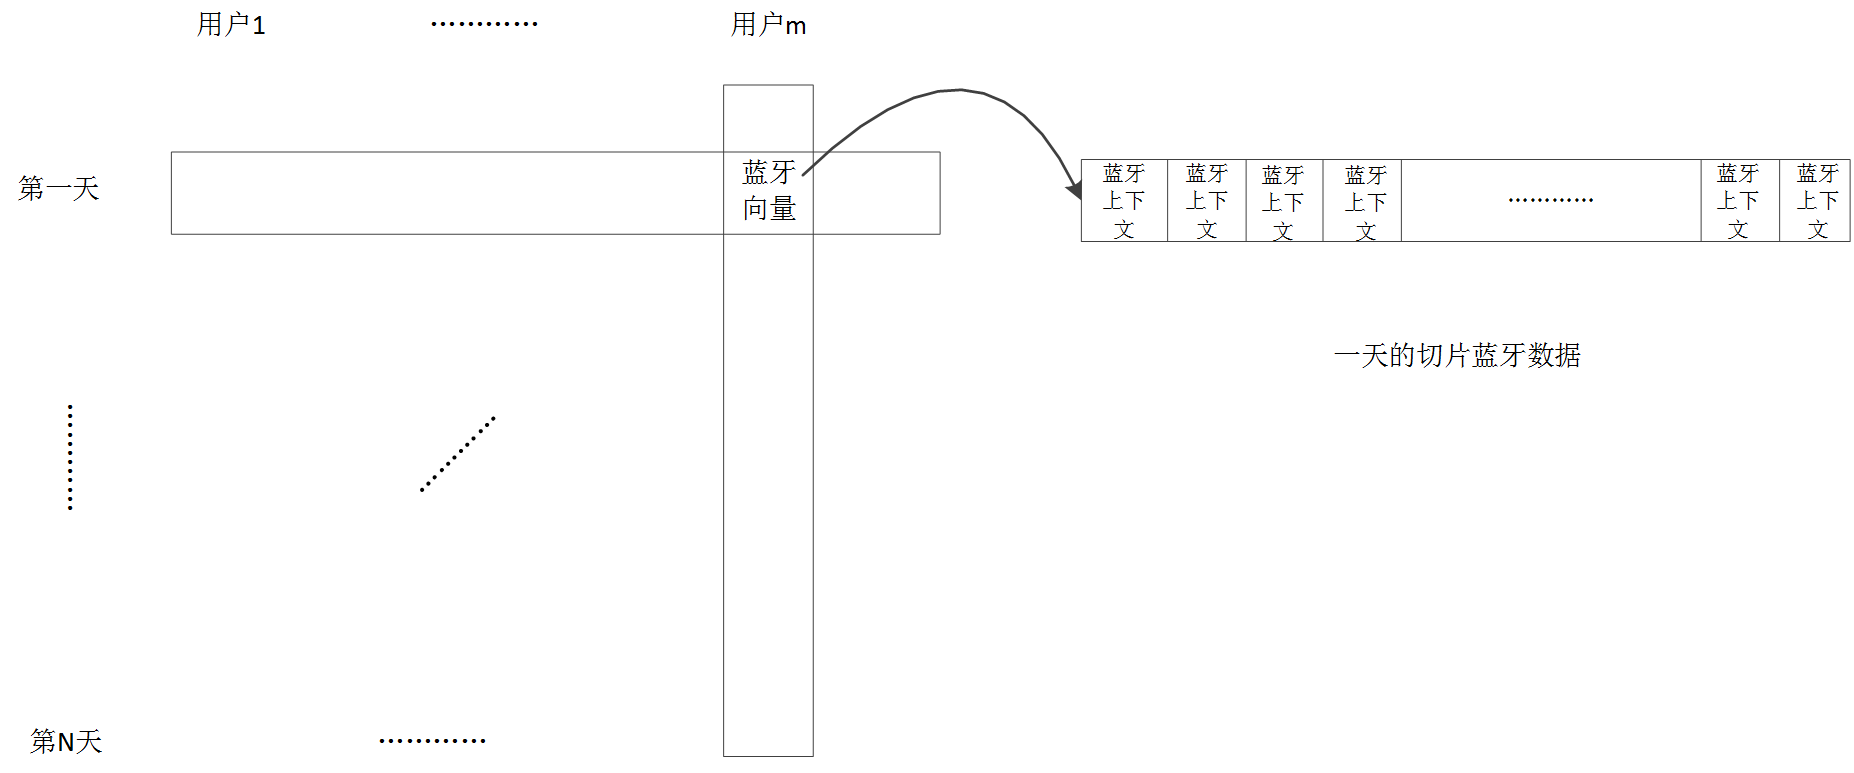 用户1 ………… 用户m
第一天
蓝牙
向量
蓝牙
上下
文
蓝牙
上下
文
蓝牙
上下
文
蓝牙
上下
文
…………
蓝牙
上下
文
蓝牙
上下
文
一天的切片蓝牙数据
第N天 …………